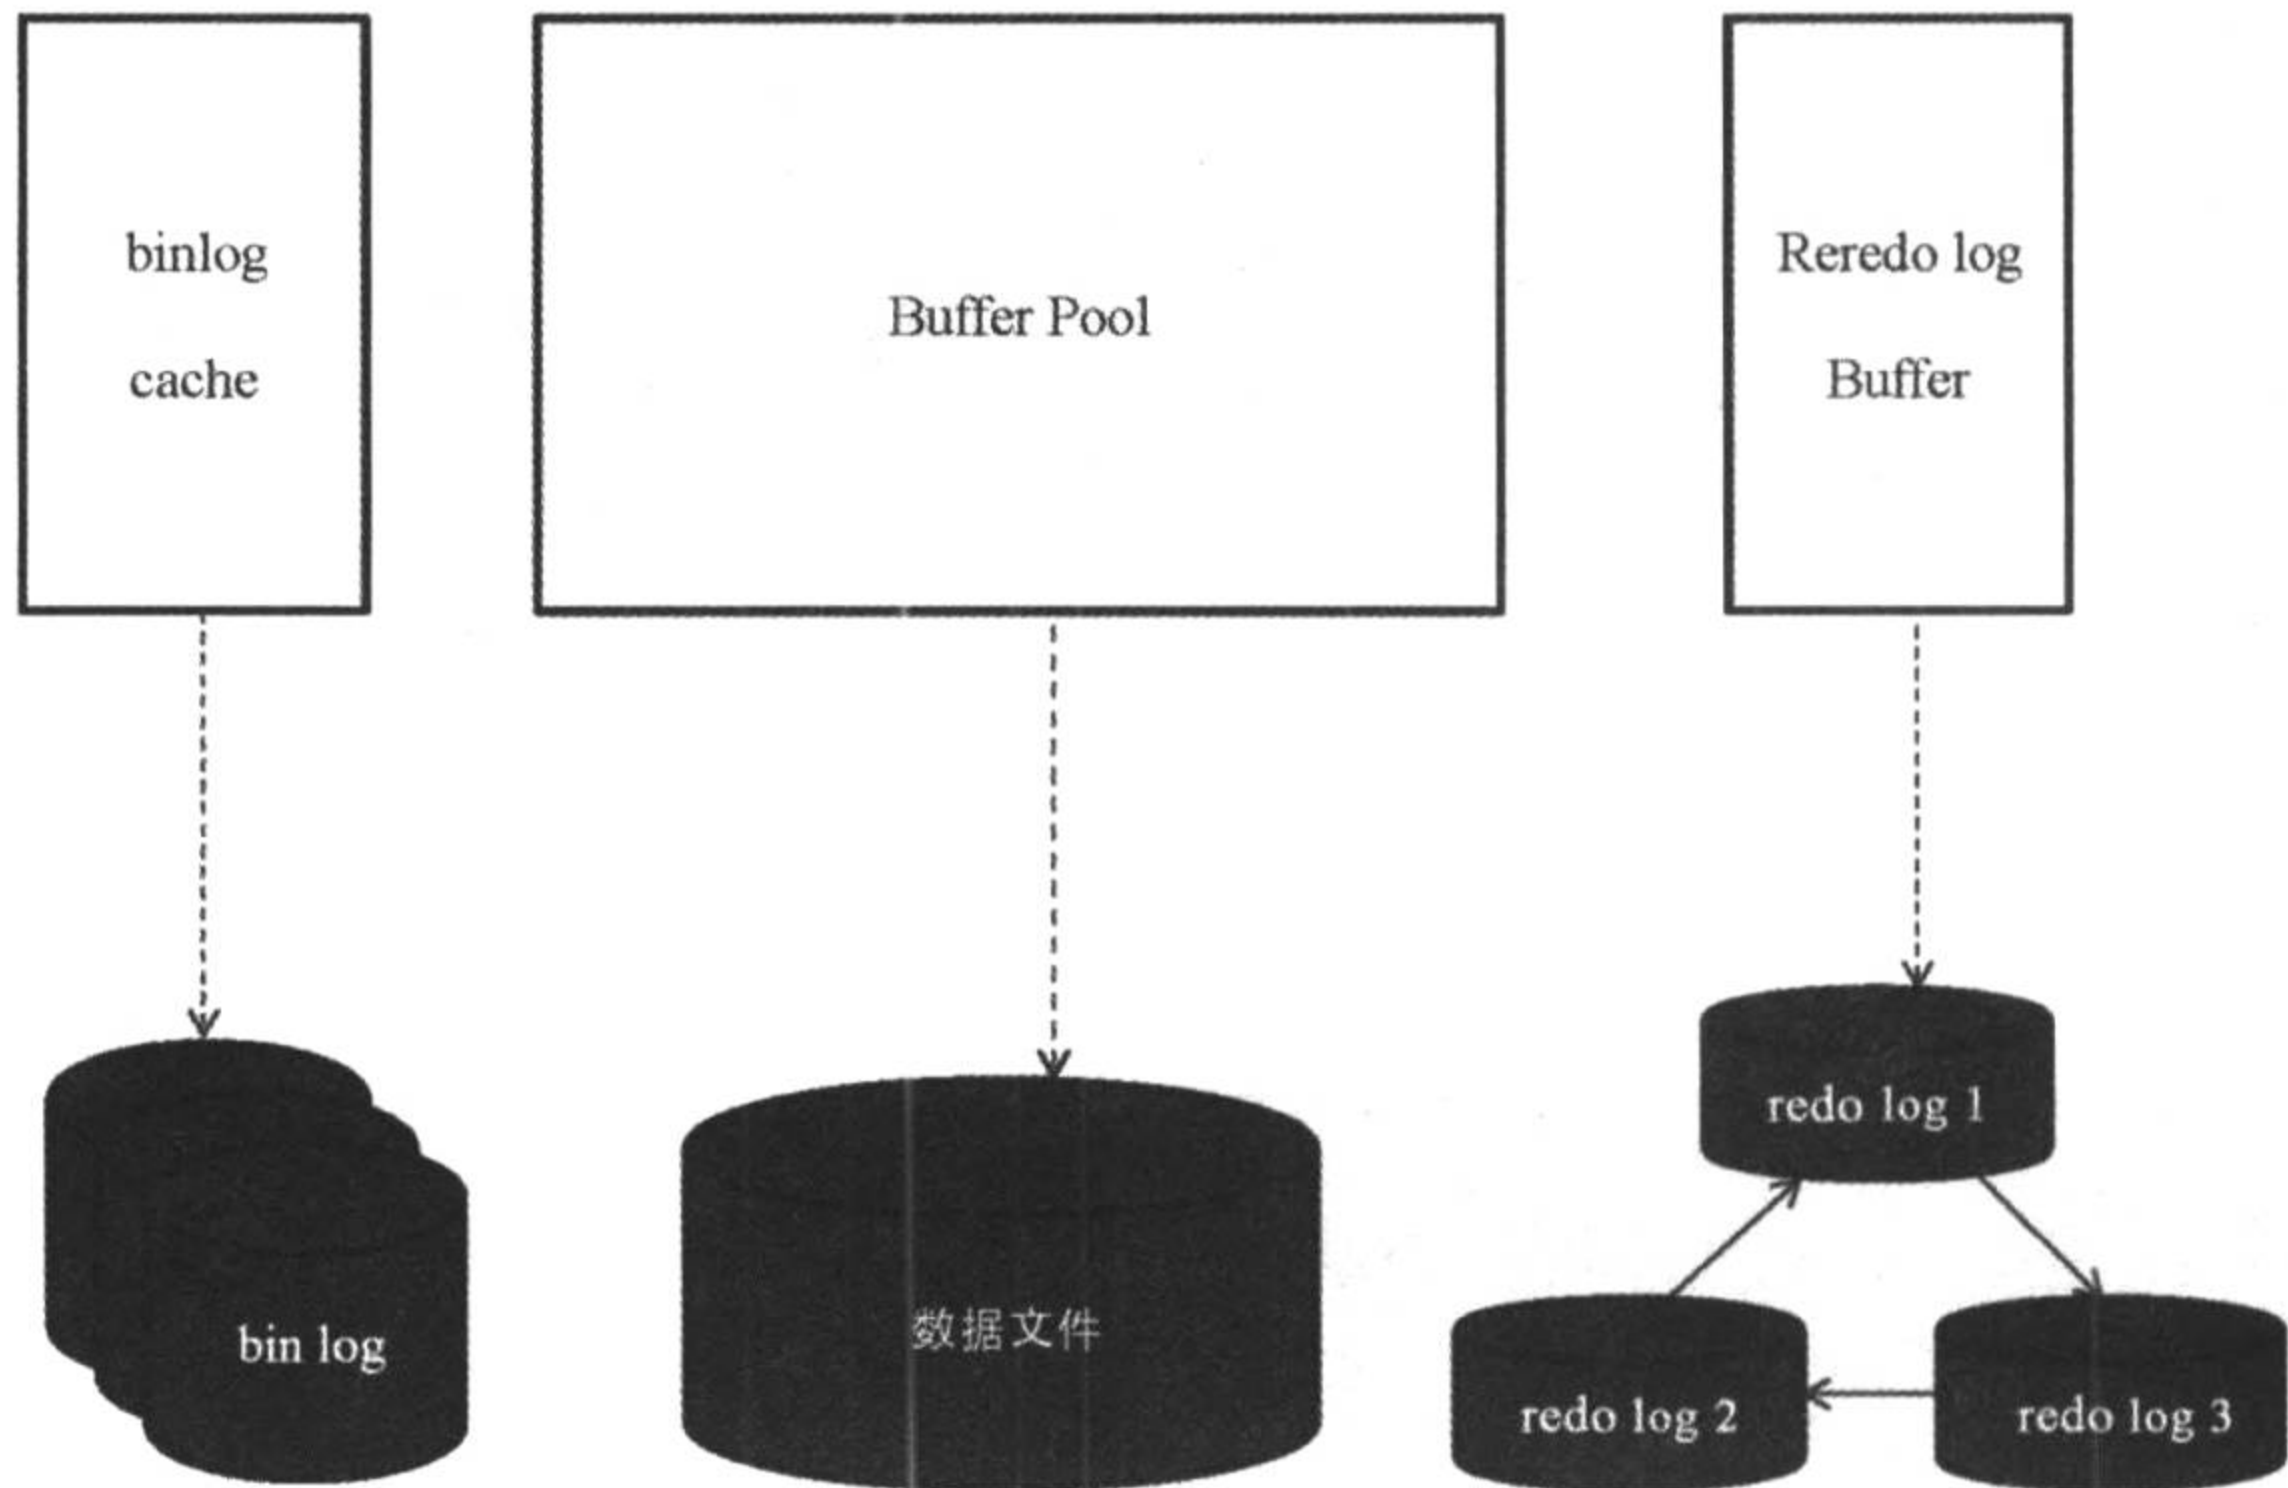 binlog
cache
Buffer Pool
Reredo log
Buffer
redo log 1
bin log
数据文件
redo log 2
redo log 3